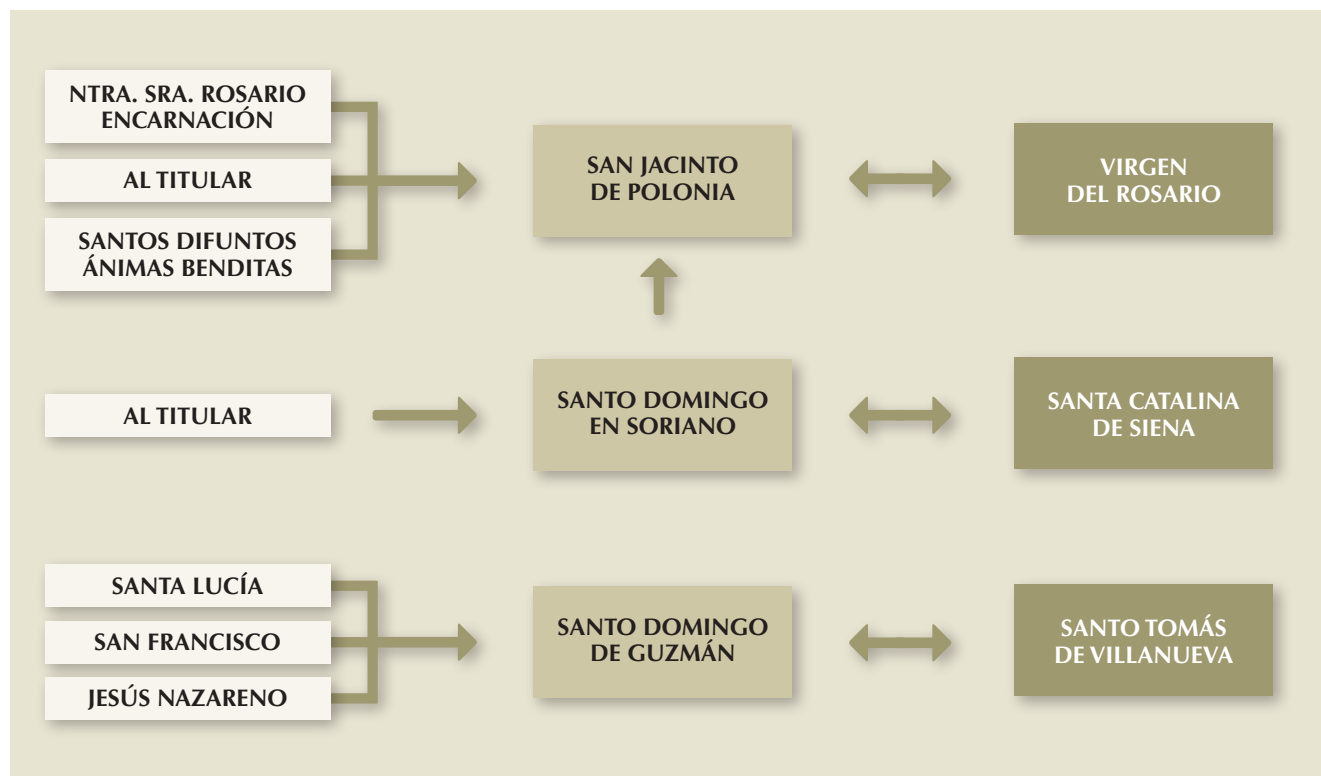 NTRA. SRA. ROSARIO
ENCARNACIÓN
AL TITULAR
SANTOS DIFUNTOS
ÁNIMAS BENDITAS
SAN JACINTO
DE POLONIA
VIRGEN
DEL ROSARIO
AL TITULAR
SANTO DOMINGO
EN SORIANO
SANTA CATALINA
DE SIENA
SANTA LUCÍA
SAN FRANCISCO
JESÚS NAZARENO
SANTO DOMINGO
DE GUZMÁN
SANTO TOMÁS
DE VILLANUEVA